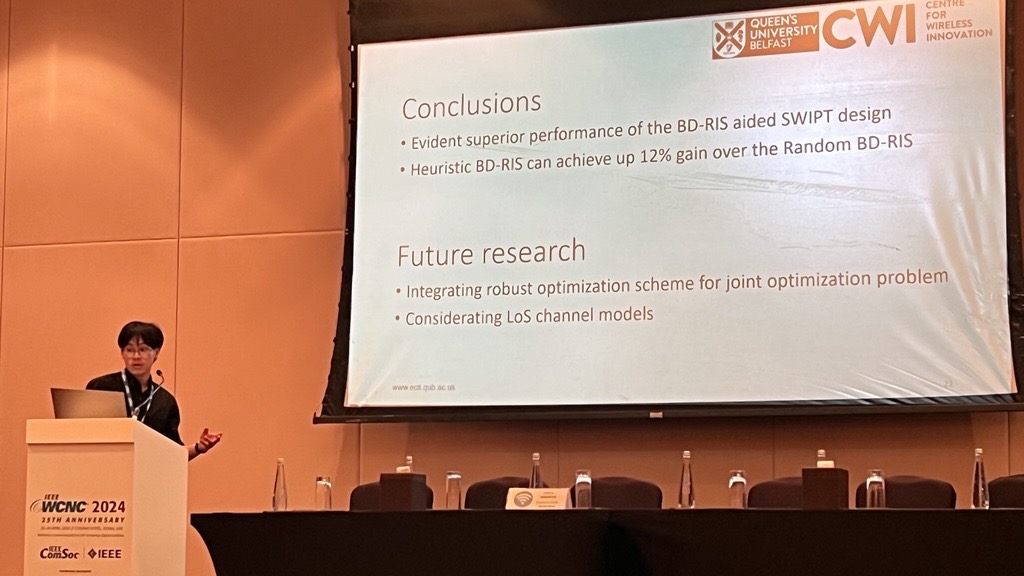 QUEEN'S
UNIVERSITY
BELFAST
CWI
CENTRE
FOR
WIRELESS
INNOVATION
Conclusions
• Evident superior performance of the BD-RIS aided SWIPT design
• Heuristic BD-RIS can achieve up 12% gain over the Random BD-RIS
Future research
• Integrating robust optimization scheme for joint optimization problem
• Considerating LoS channel models
www.ecit.qub.ac.uk
IEEE
WCNC 2024
25TH ANNIVERSARY
IEEE
ComSoc
IEEE